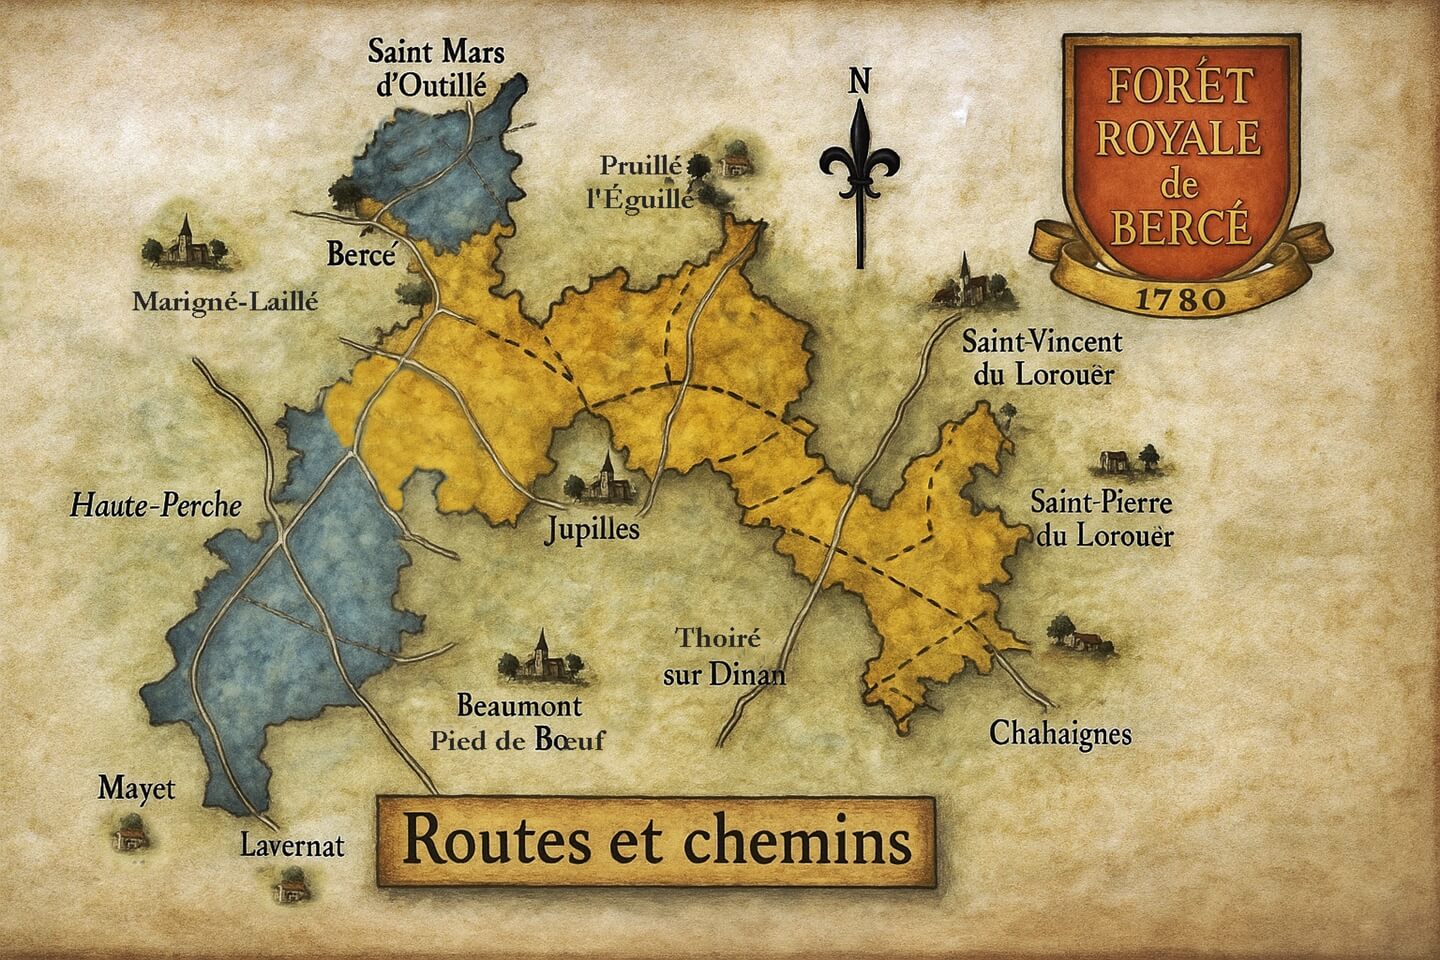 Saint Mars
d'Outillé
N
FORÉT
ROYALE
de
BERCÉ
1780
Pruillé
l'Éguillé
Bercé
Marigné-Laillé
Saint-Vincent
du Lorouër
Haute-Perche
Jupilles
Saint-Pierre
du Lorouër
Thoiré
sur Dinan
Beaumont
Pied de Bœuf
Chahaignes
Mayet
Lavernat
Routes et chemins